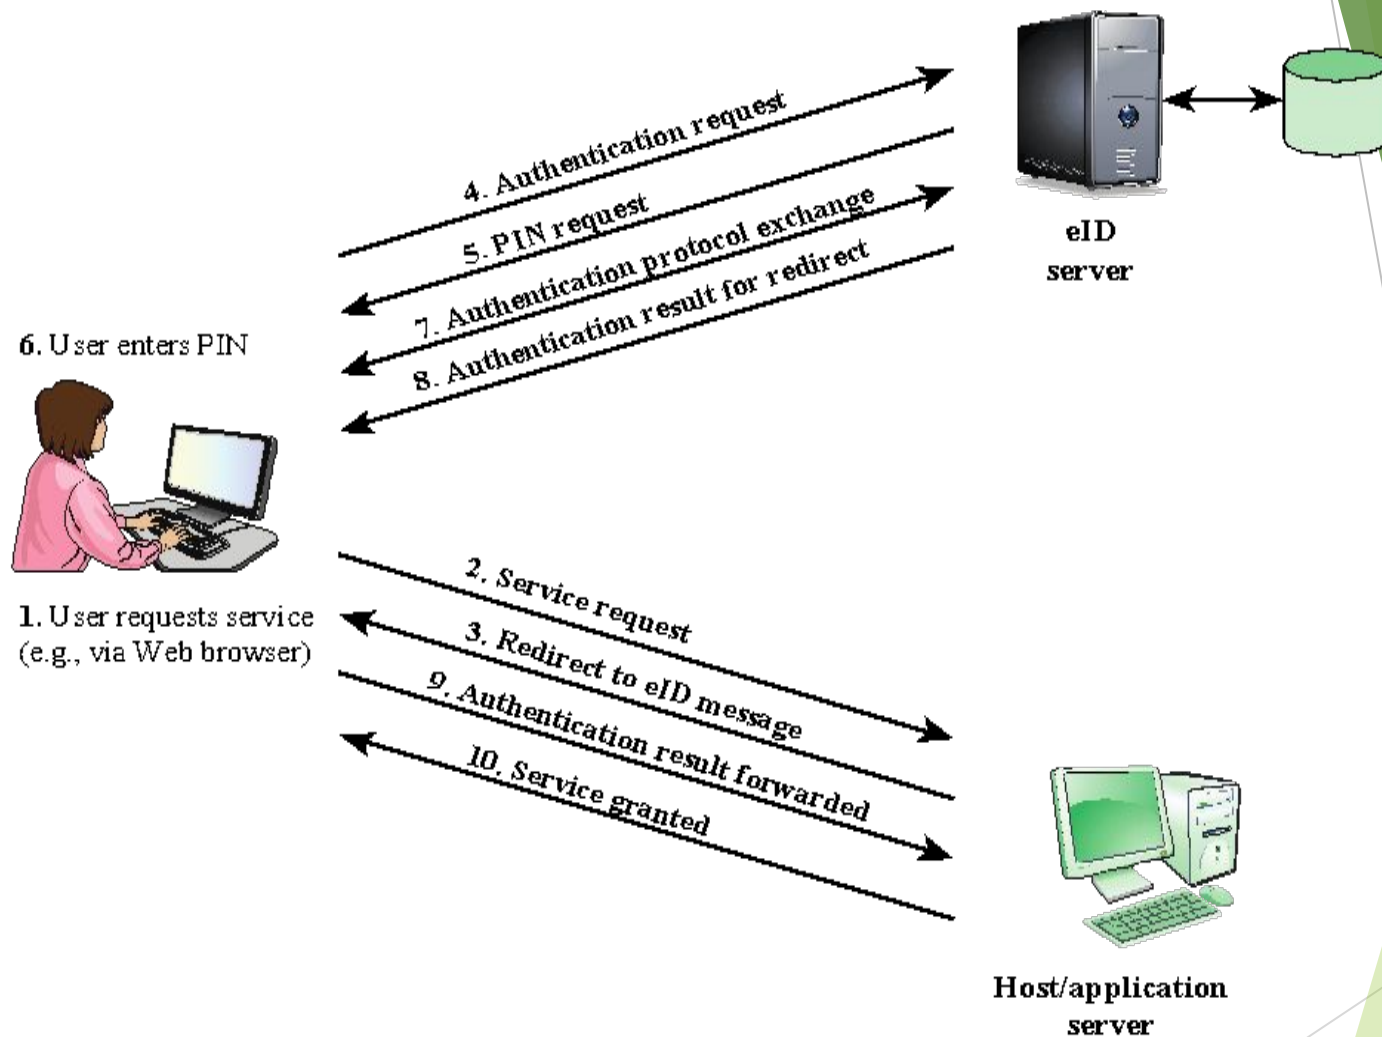 4. Authentication request
5. PIN request
7. Authentication protocol exchange
8. Authentication result for redirect
eID
server
6. User enters PIN
1. User requests service
(e.g., via Web browser)
2. Service request
3. Redirect to eID message
9. Authentication result forwarded
10. Service granted
Host/application
server